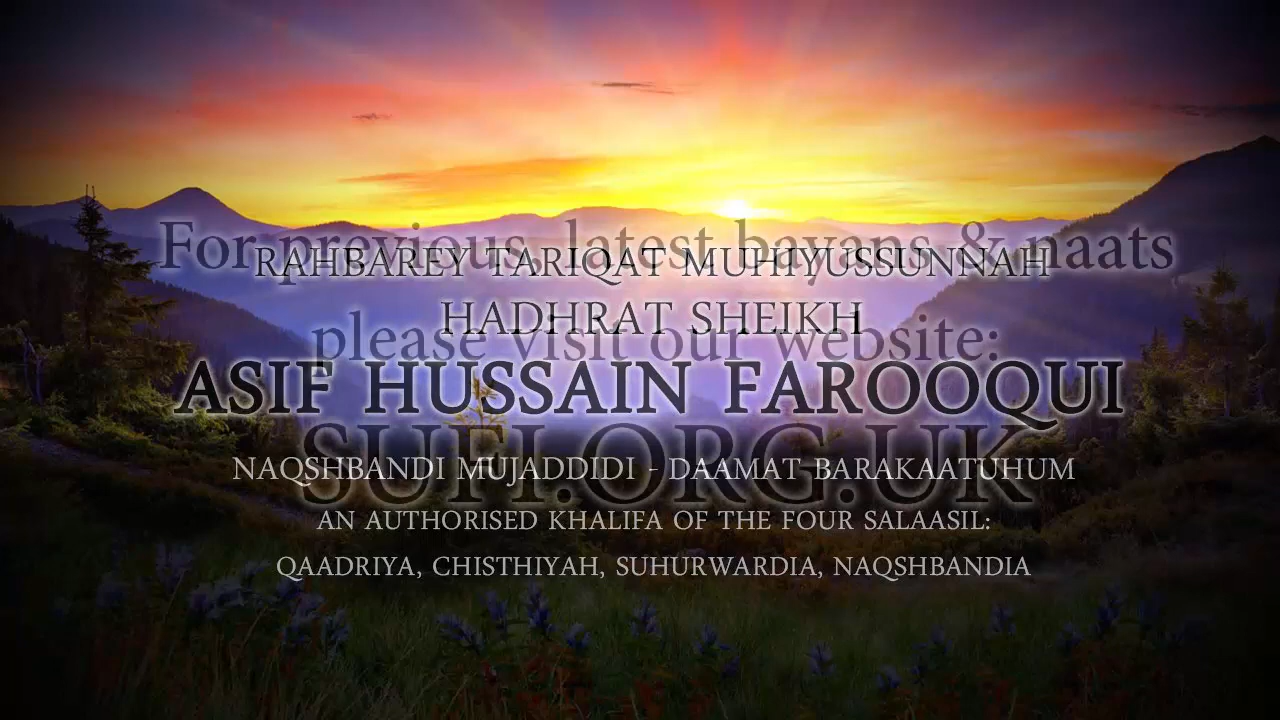 For previous, latest bayans & naats
RAHBAREY TARIQAT MUHIYUSSUNNAH
HADHRAT SHEIKH
please visit our website:
ASIF HUSSAIN FAROOQUI
SUFI.ORG.UK
NAQSHBANDI MUJADDIDI - DAAMAT BARAKAATUHUM
AN AUTHORISED KHALIFA OF THE FOUR SALAASIL:
QAADRIYA, CHISTHIYAH, SUHURWARDIA, NAQSHBANDIA